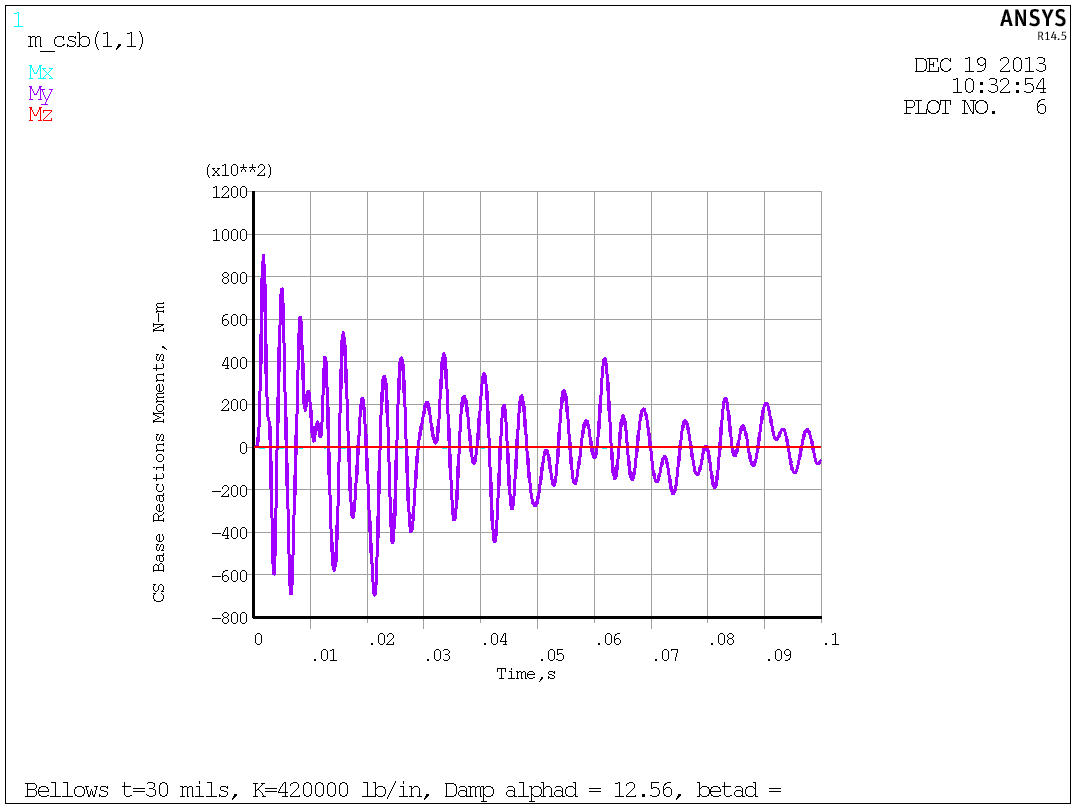 1
ANSYS
R14.5
m_csb(1,1)
Mx
My
Mz
DEC 19 2013
10:32:54
PLOT NO. 6
(x10**2)
1200
1000
800
600
400
200
0
-200
-400
-600
-800
CS Base Reactions Moments, N-m
0 .02 .04 .06 .08 .1
.01 .03 .05 .07 .09
Time,s
Bellows t=30 mils, K=420000 lb/in, Damp alphad = 12.56, betad =